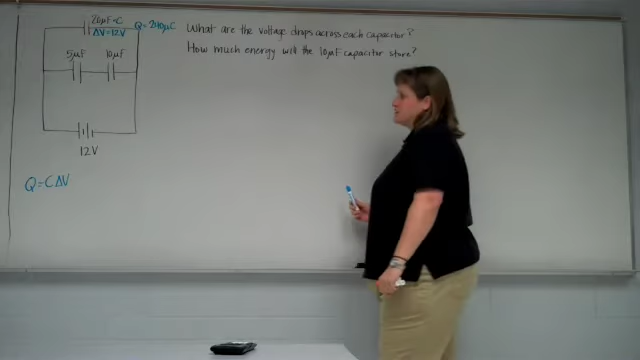 20μF=C
ΔV=12V
Q=240μC
5μF
10μF
12V
What are the voltage drops across each capacitor?
How much energy will the 10μF capacitor store?
Q=CΔV